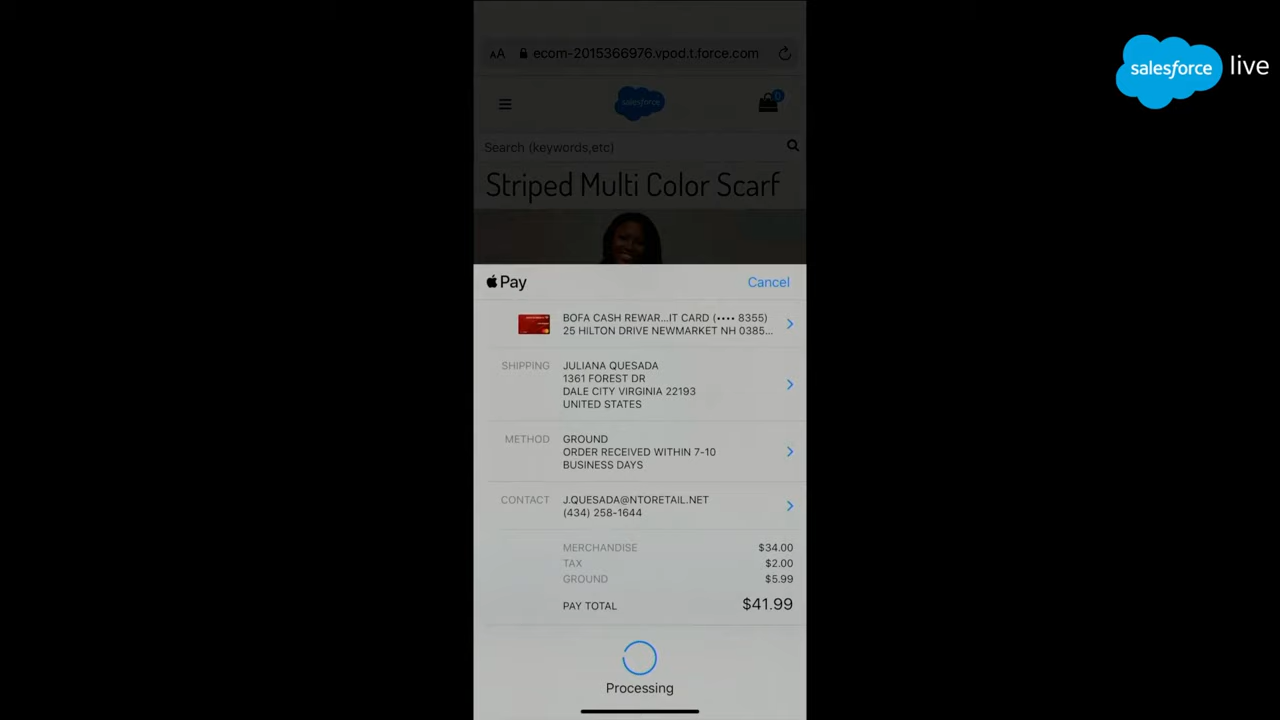 AA ecom-2015366976.vpod.t.force.com
salesforce live
salesforce 0
Search (keywords,etc)
Striped Multi Color Scarf
Pay Cancel
BOFA CASH REWAR...IT CARD (•••• 8355)
25 HILTON DRIVE NEWMARKET NH 0385...
SHIPPING JULIANA QUESADA
1361 FOREST DR
DALE CITY VIRGINIA 22193
UNITED STATES
METHOD GROUND
ORDER RECEIVED WITHIN 7-10
BUSINESS DAYS
CONTACT J.QUESADA@NTORETAIL.NET
(434) 258-1644
MERCHANDISE $34.00
TAX $2.00
GROUND $5.99
PAY TOTAL $41.99
Processing